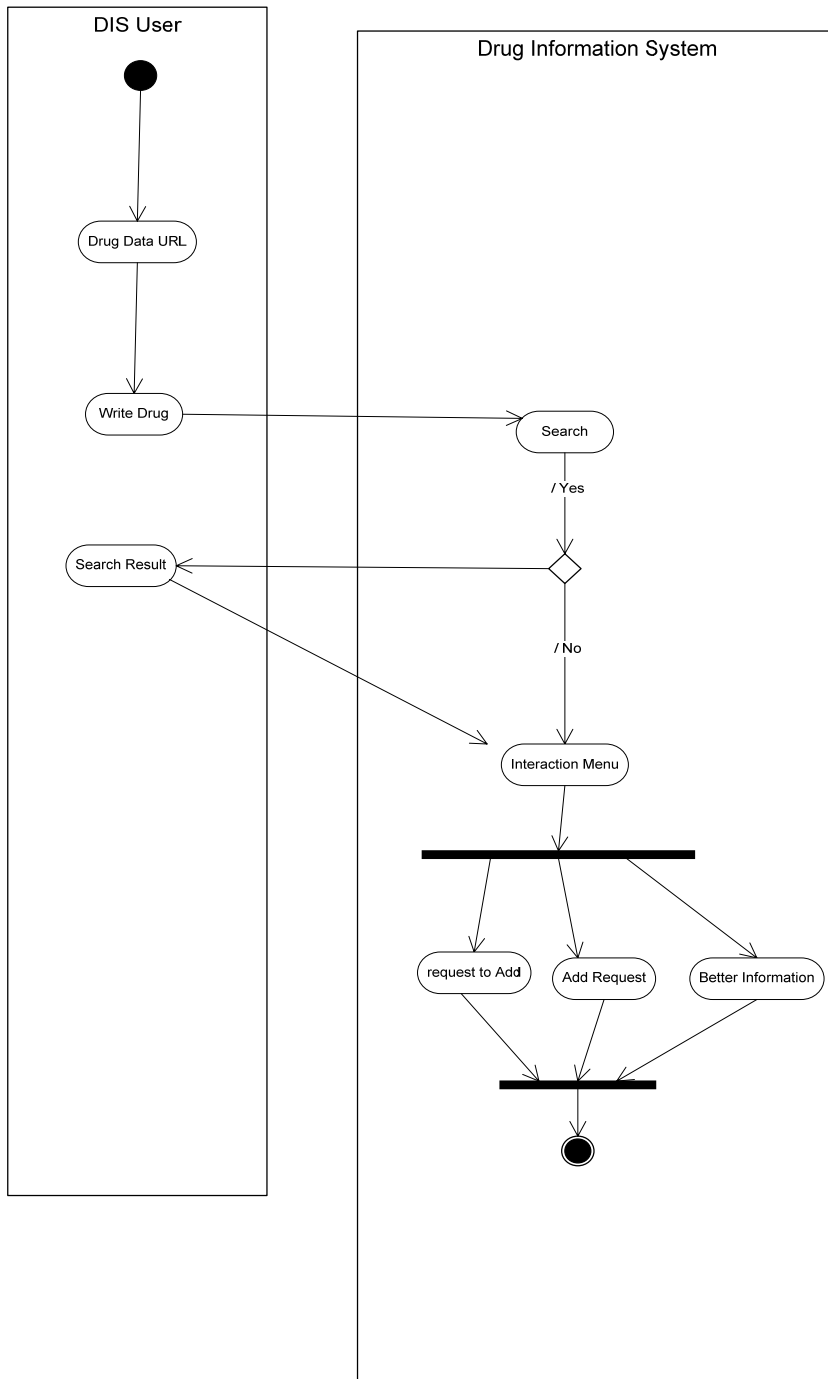 DIS User
Drug Information System
Drug Data URL
Write Drug
Search
/ Yes
Search Result
/ No
Interaction Menu
request to Add
Add Request
Better Information